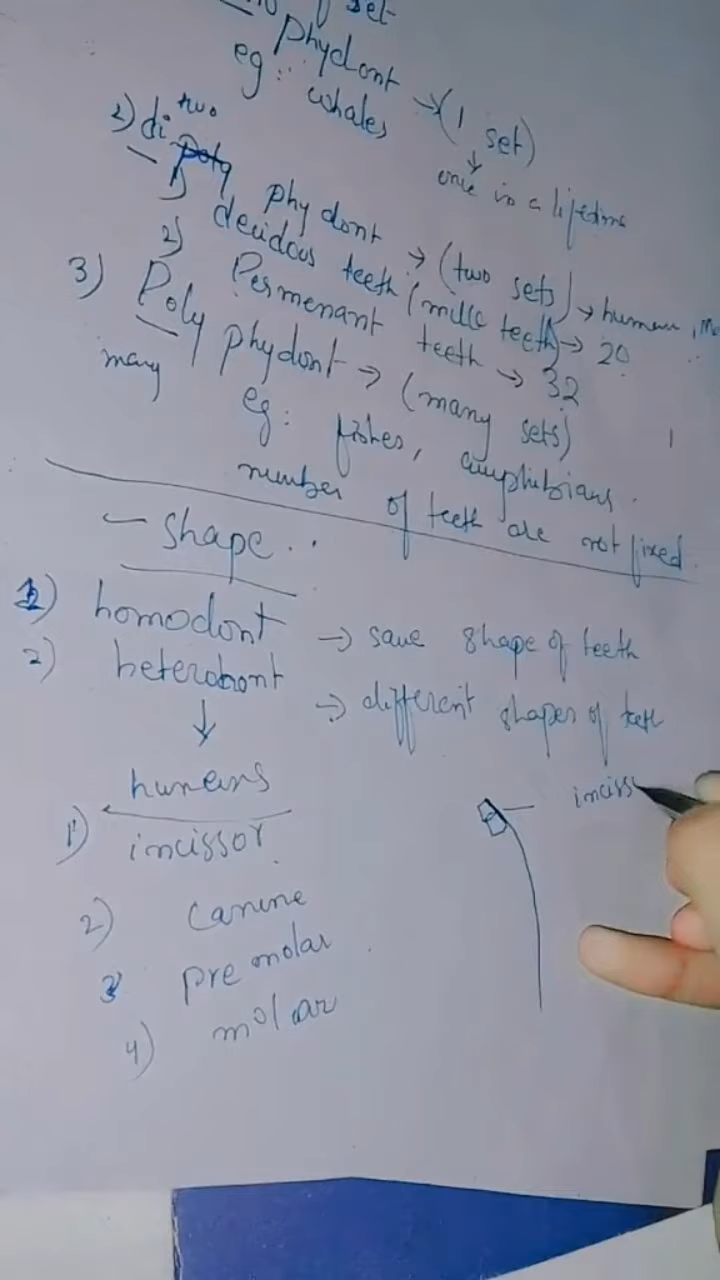 set
phydont → (1 set)
eg: whales
once in a lifetime
two
2) di phydont → (two sets) → human
1) deudous teeth (milk teeth) → 20
2) Permenant teeth → 32
3) Poly phydont → (many sets)
many
eg: fishes, amphibians.
number of teeth are not fixed.
- Shape
1) homodont → same shape of teeth
2) heterodont → different shapes of teeth
↓
humans
1) incissor
inciss
2) canine
3 pre molar
4) molar